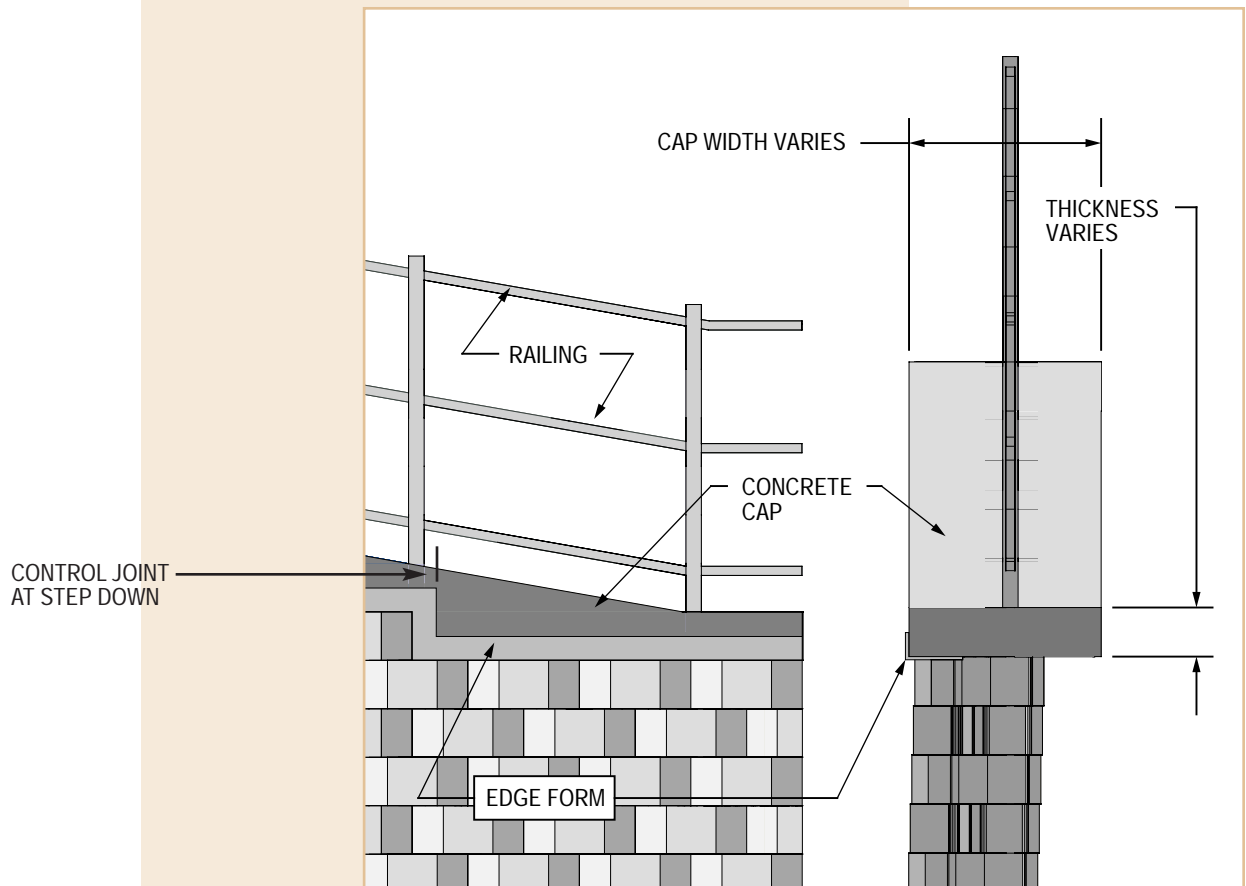 CAP WIDTH VARIES
THICKNESS
VARIES
RAILING
CONCRETE
CAP
CONTROL JOINT
AT STEP DOWN
EDGE FORM